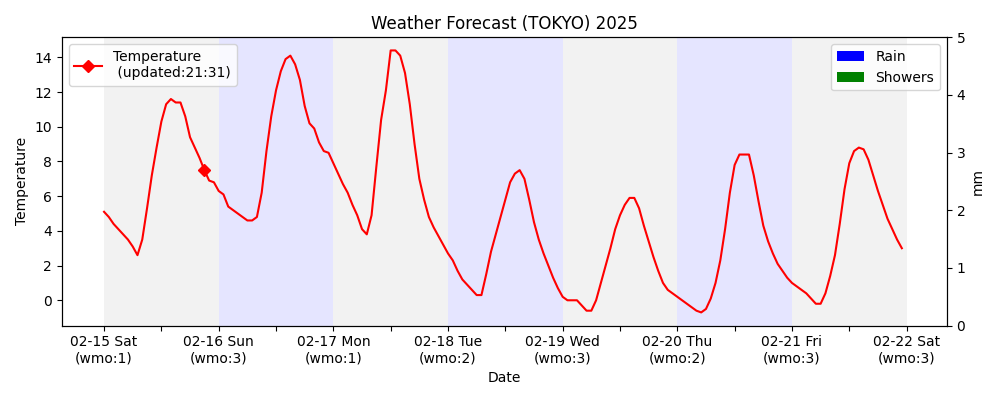 Weather Forecast (TOKYO) 2025
Temperature
(updated:21:31)
Rain
Showers
Temperature
14
12
10
8
6
4
2
0
5
4
3
2
1
0
mm
02-15 Sat
(wmo:1)
02-16 Sun
(wmo:3)
02-17 Mon
(wmo:1)
02-18 Tue
(wmo:2)
02-19 Wed
(wmo:3)
02-20 Thu
(wmo:2)
02-21 Fri
(wmo:3)
02-22 Sat
(wmo:3)
Date